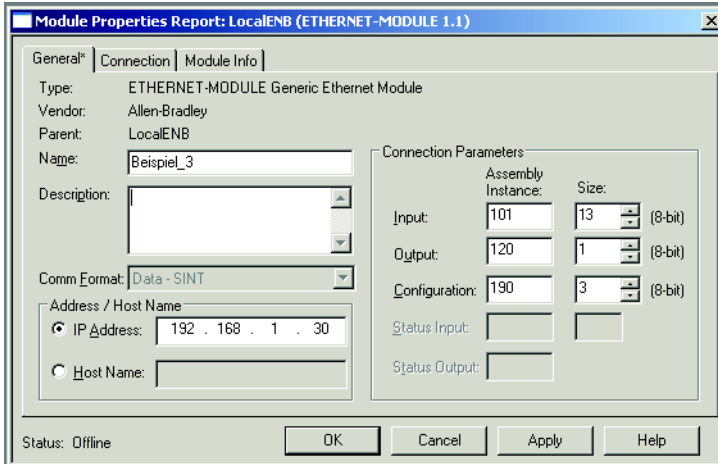 Module Properties Report: LocalENB (ETHERNET-MODULE 1.1)
General* Connection Module Info
Type: ETHERNET-MODULE Generic Ethernet Module
Vendor: Allen-Bradley
Parent: LocalENB
Name: Beispiel_3
Description:
Comm Format: Data - SINT
Address / Host Name
IP Address: 192 . 168 . 1 . 30
Host Name:
Connection Parameters
Assembly Instance: Size:
Input: 101 13 (8-bit)
Output: 120 1 (8-bit)
Configuration: 190 3 (8-bit)
Status Input:
Status Output:
Status: Offline
OK Cancel Apply Help